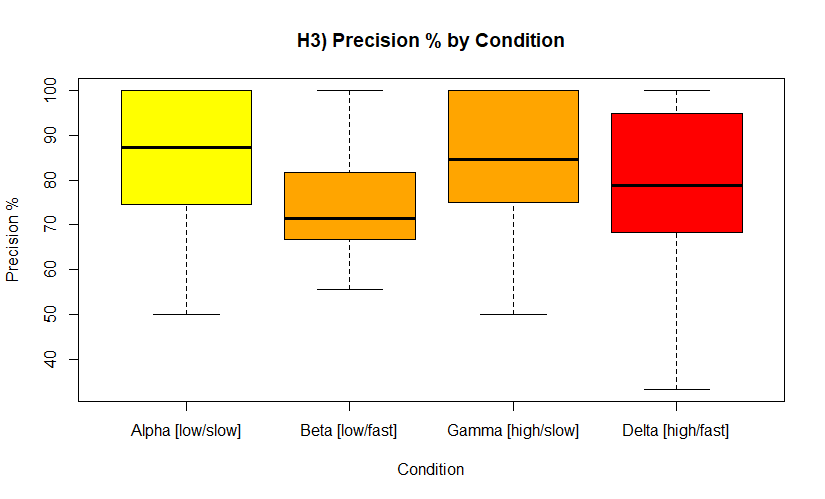 H3) Precision % by Condition
Precision %
100
90
80
70
60
50
40
Alpha [low/slow]
Beta [low/fast]
Gamma [high/slow]
Delta [high/fast]
Condition